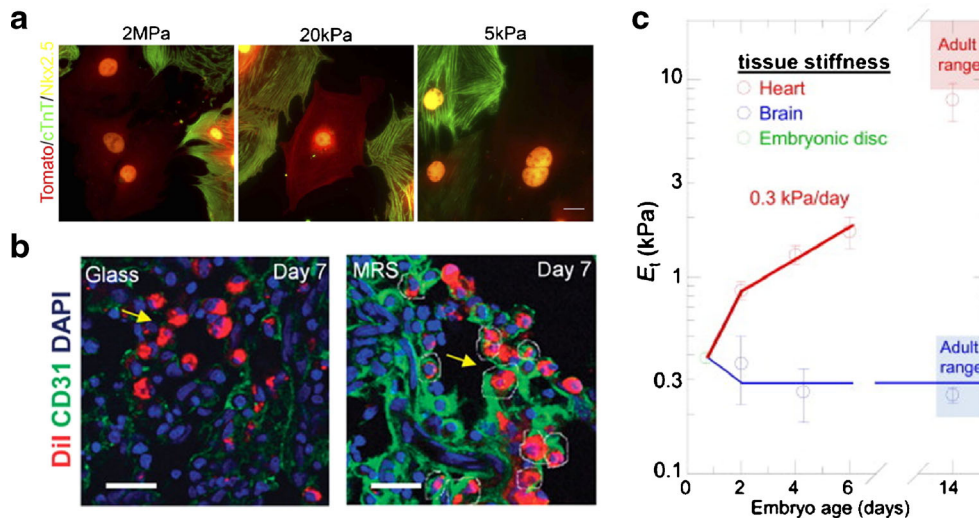 a
2MPa
20kPa
5kPa
Tomato/cTnT/Nkx2.5
b
Glass
Day 7
MRS
Day 7
DiI CD31 DAPI
c
tissue stiffness
Heart
Brain
Embryonic disc
0.3 kPa/day
Adult
range
Adult
range
Et (kPa)
10
3
1
0.3
0.1
0
2
4
6
14
Embryo age (days)